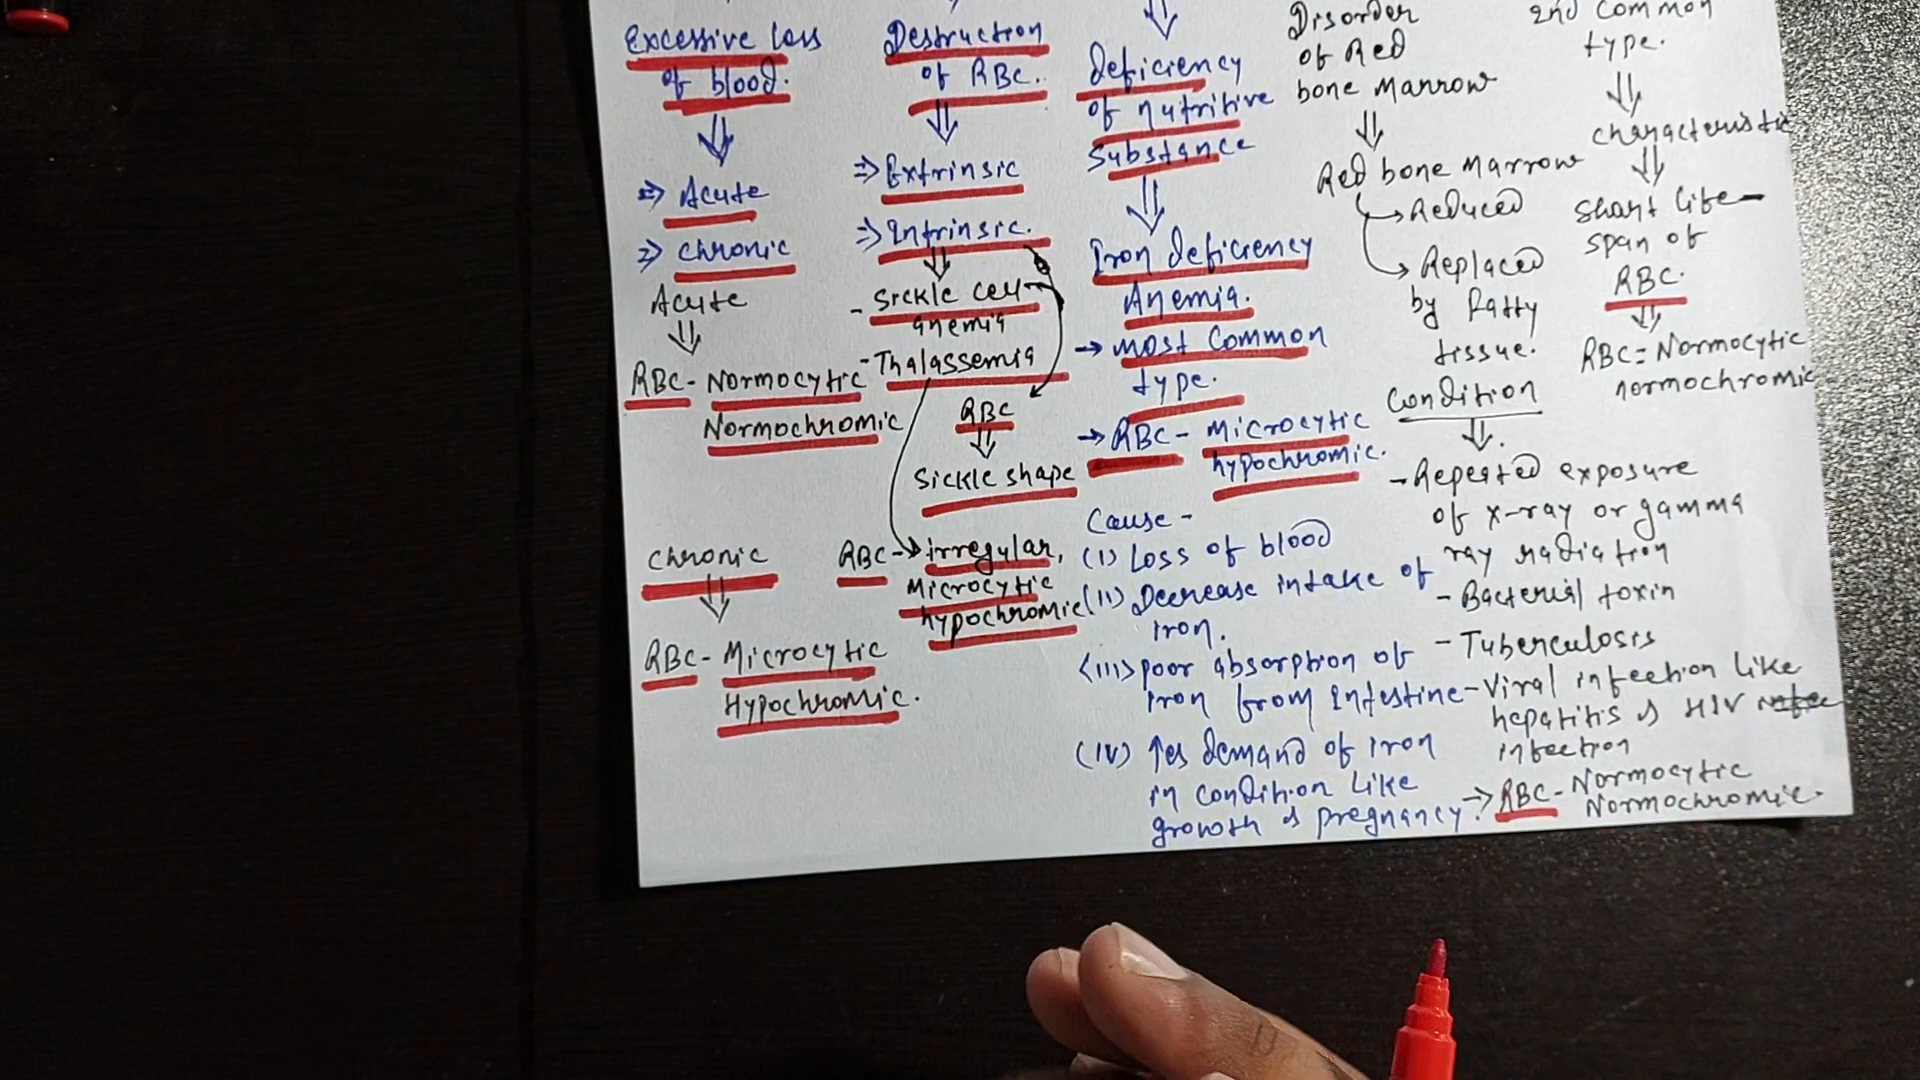 Excessive loss
of blood.
⇒ Acute
⇒ chronic
Acute
RBC - Normocytic
Normochromic
chronic
RBC - Microcytic
Hypochromic.
Destruction
of RBC.
⇒ Extrinsic
⇒ Intrinsic.
- Sickle cell
anemia
- Thalassemia
RBC
Sickle shape
RBC → irregular,
Microcytic
hypochromic
deficiency
of nutritive
Substance
Iron deficiency
Anemia.
→ most Common
type.
→ RBC - Microcytic
hypochromic.
Cause -
(i) Loss of blood
(ii) Decrease intake of
iron.
(iii) poor absorption of
iron from Intestine
(iv) ↑es demand of iron
in condition like
growth & pregnancy.
Disorder
of Red
bone Marrow
Red bone Marrow
→ Reduced
→ Replaced
by Fatty
tissue.
Condition
- Repeated exposure
of x-ray or gamma
ray radiation
- Bacterial toxin
- Tuberculosis
- Viral infection like
hepatitis & HIV
infection
→ RBC - Normocytic
Normochromic.
2nd common
type.
characteristic
short life-
span of
RBC.
RBC = Normocytic
normochromic